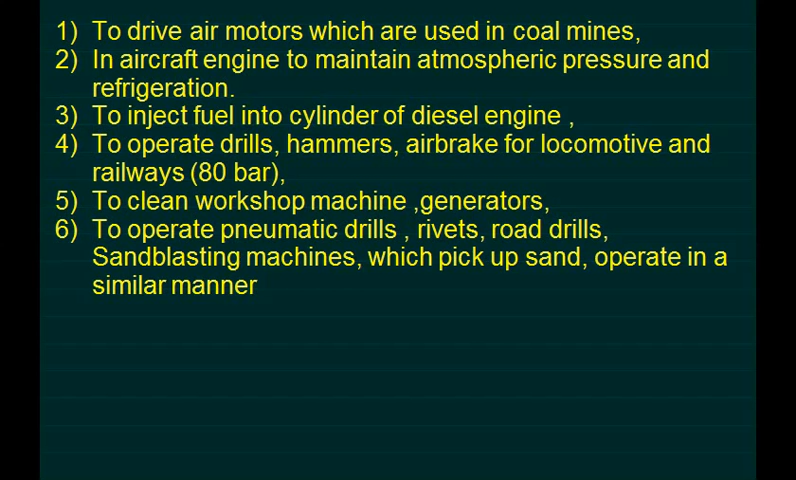 1) To drive air motors which are used in coal mines,
2) In aircraft engine to maintain atmospheric pressure and
refrigeration.
3) To inject fuel into cylinder of diesel engine ,
4) To operate drills, hammers, airbrake for locomotive and
railways (80 bar),
5) To clean workshop machine ,generators,
6) To operate pneumatic drills , rivets, road drills,
Sandblasting machines, which pick up sand, operate in a
similar manner